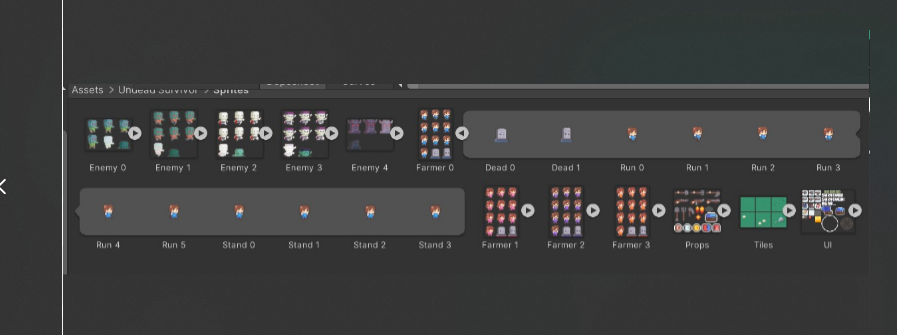 Assets > Undead Survivor > Sprites
Enemy 0 Enemy 1 Enemy 2 Enemy 3 Enemy 4 Farmer 0 Dead 0 Dead 1 Run 0 Run 1 Run 2 Run 3
Run 4 Run 5 Stand 0 Stand 1 Stand 2 Stand 3 Farmer 1 Farmer 2 Farmer 3 Props Tiles UI